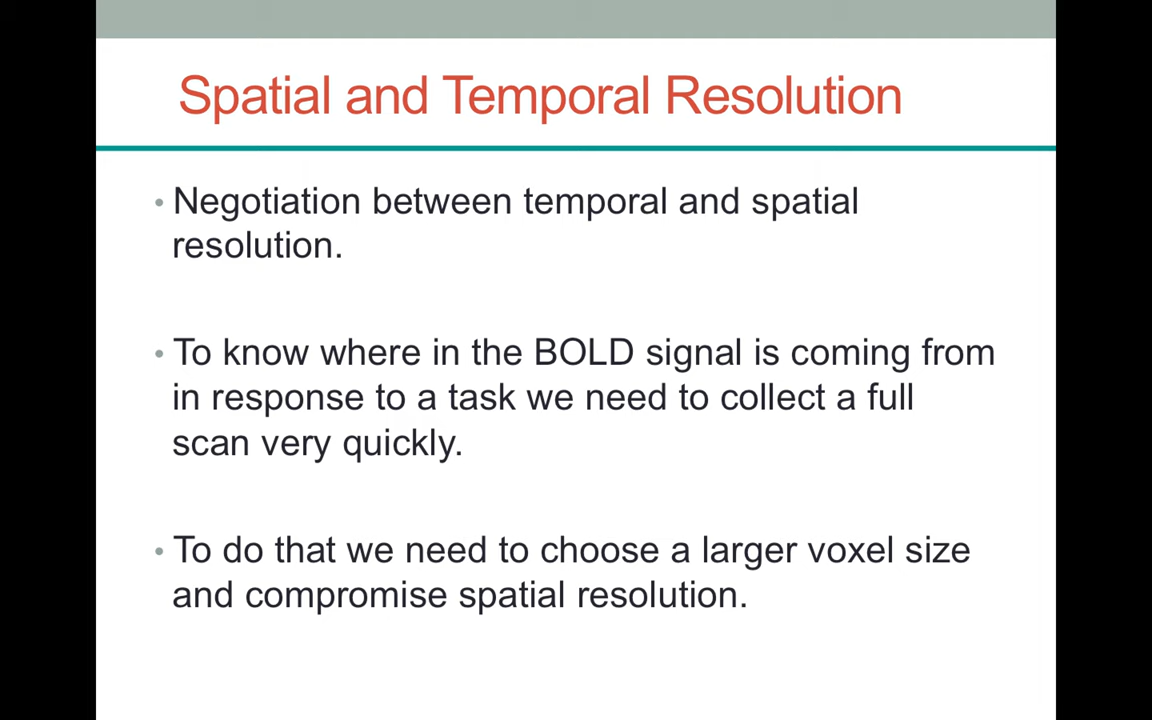 Spatial and Temporal Resolution
• Negotiation between temporal and spatial
resolution.
• To know where in the BOLD signal is coming from
in response to a task we need to collect a full
scan very quickly.
• To do that we need to choose a larger voxel size
and compromise spatial resolution.